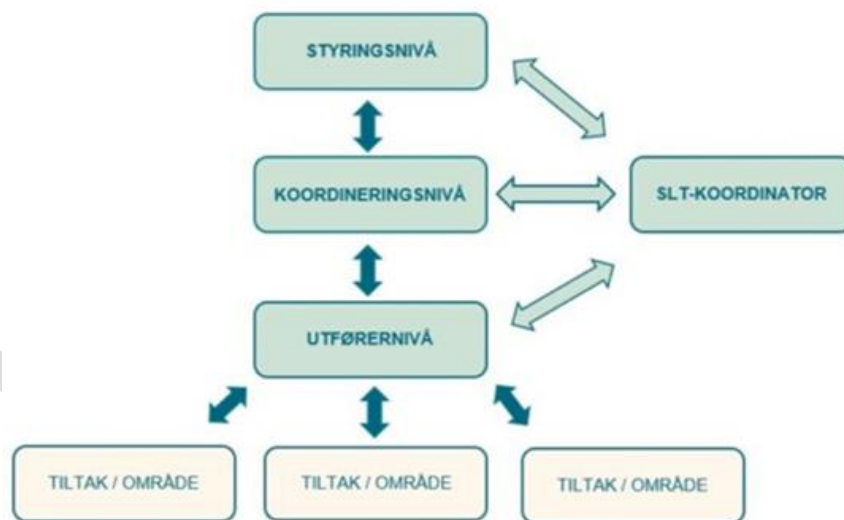 STYRINGSNIVÅ
KOORDINERINGSNIVÅ
SLT-KOORDINATOR
UTFØRERNIVÅ
TILTAK / OMRÅDE
TILTAK / OMRÅDE
TILTAK / OMRÅDE